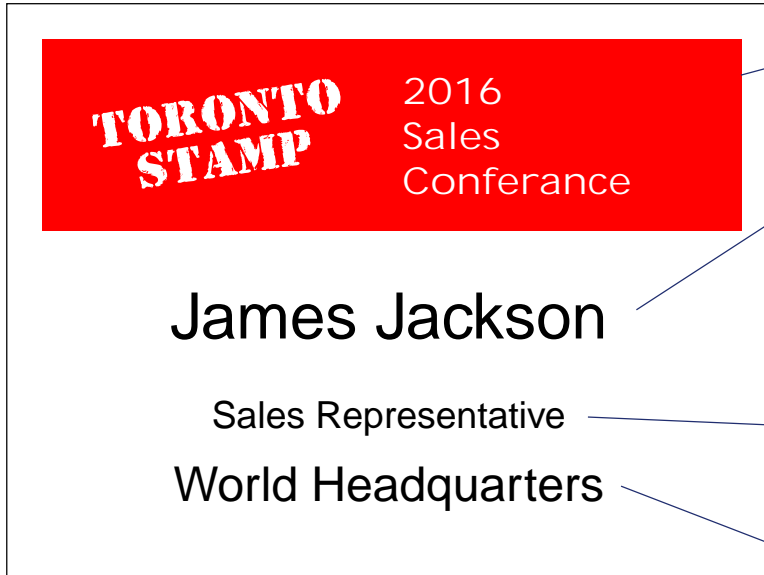 TORONTO
STAMP
2016
Sales
Conferance
James Jackson
Sales Representative
World Headquarters